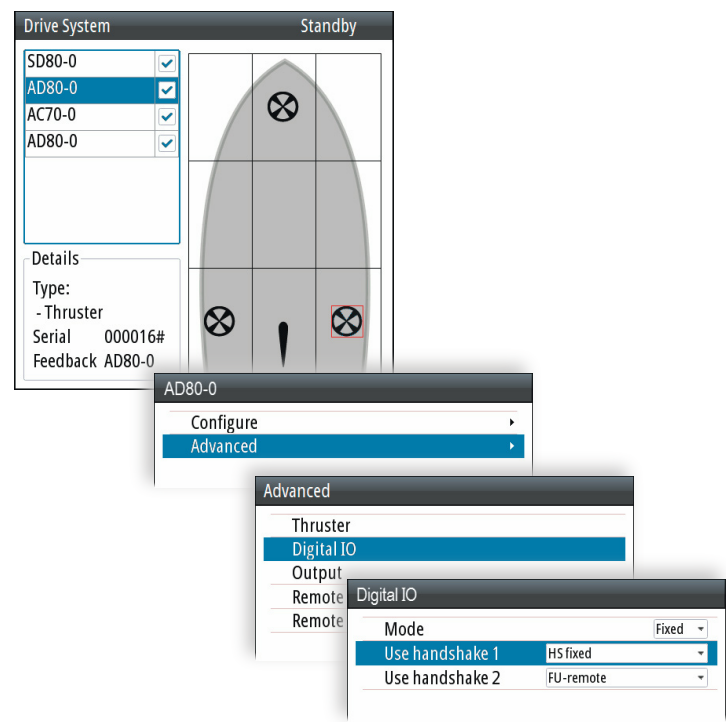 Drive System Standby
SD80-0
AD80-0
AC70-0
AD80-0
Details
Type:
- Thruster
Serial 000016#
Feedback AD80-0
AD80-0
Configure
Advanced
Advanced
Thruster
Digital IO
Output
Remote
Remote
Digital IO
Mode Fixed
Use handshake 1 HS fixed
Use handshake 2 FU-remote